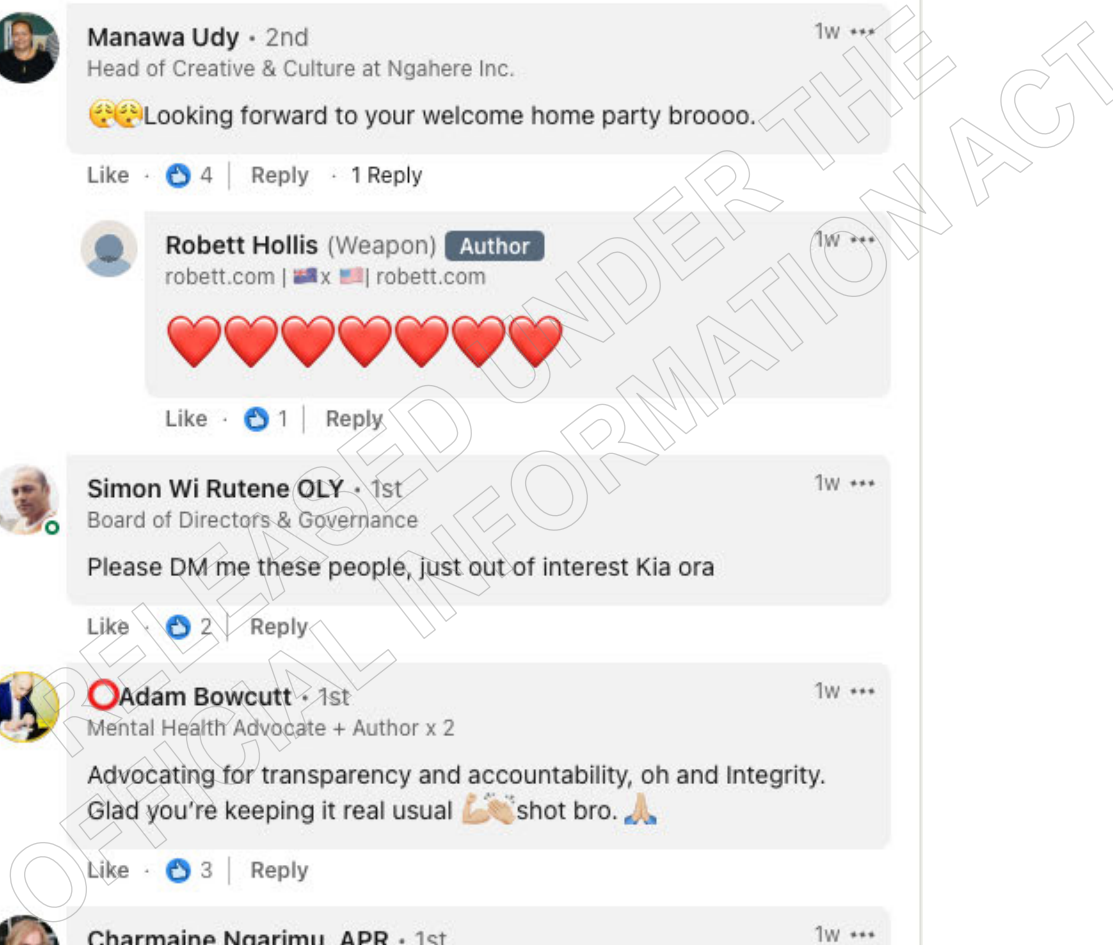 Manawa Udy • 2nd
1w •••
Head of Creative & Culture at Ngahere Inc.
😮‍💨😮‍💨Looking forward to your welcome home party broooo.
Like · 4 | Reply · 1 Reply
Robett Hollis (Weapon) Author
1w •••
robett.com | 🇳🇿x 🇺🇸| robett.com
❤️❤️❤️❤️❤️❤️❤️
Like · 1 | Reply
Simon Wi Rutene OLY • 1st
1w •••
Board of Directors & Governance
Please DM me these people, just out of interest Kia ora
Like · 2 | Reply
⭕Adam Bowcutt • 1st
1w •••
Mental Health Advocate + Author x 2
Advocating for transparency and accountability, oh and Integrity.
Glad you're keeping it real usual 💪🏼👏🏼shot bro. 🙏🏼
Like · 3 | Reply
Charmaine Ngarimu, APR • 1st
1w •••
RELEASED UNDER THE
OFFICIAL INFORMATION ACT